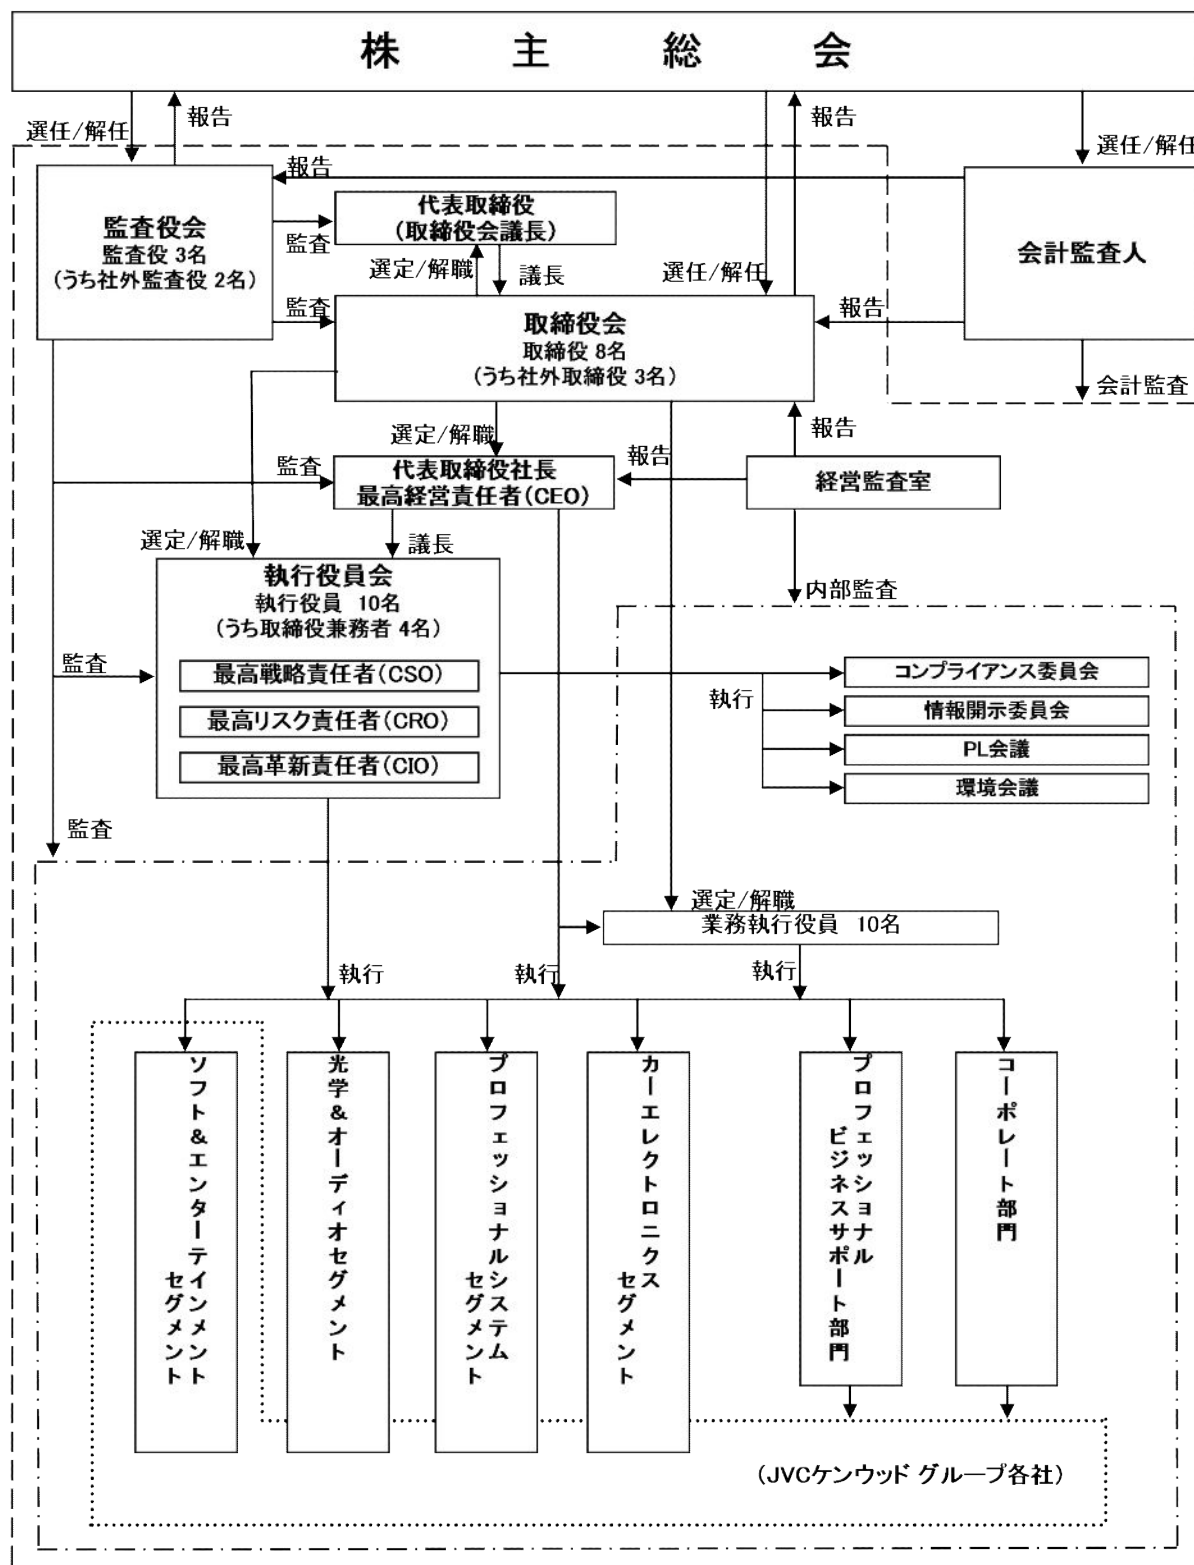 株主総会
選任/解任
報告
報告
選任/解任
報告
監査役会
監査役 3名
(うち社外監査役 2名)
監査
代表取締役
(取締役会議長)
選定/解職
議長
選任/解任
会計監査人
監査
取締役会
取締役 8名
(うち社外取締役 3名)
報告
会計監査
選定/解職
報告
監査
代表取締役社長
最高経営責任者(CEO)
報告
経営監査室
選定/解職
議長
内部監査
執行役員会
執行役員 10名
(うち取締役兼務者 4名)
監査
最高戦略責任者(CSO)
最高リスク責任者(CRO)
最高革新責任者(CIO)
執行
コンプライアンス委員会
情報開示委員会
PL会議
環境会議
監査
選定/解職
業務執行役員 10名
執行
執行
執行
ソフト&エンターテインメント
セグメント
光学&オーディオセグメント
プロフェッショナルシステム
セグメント
カーエレクトロニクス
セグメント
プロフェッショナル
ビジネスサポート部門
コーポレート部門
(JVCケンウッド グループ各社)